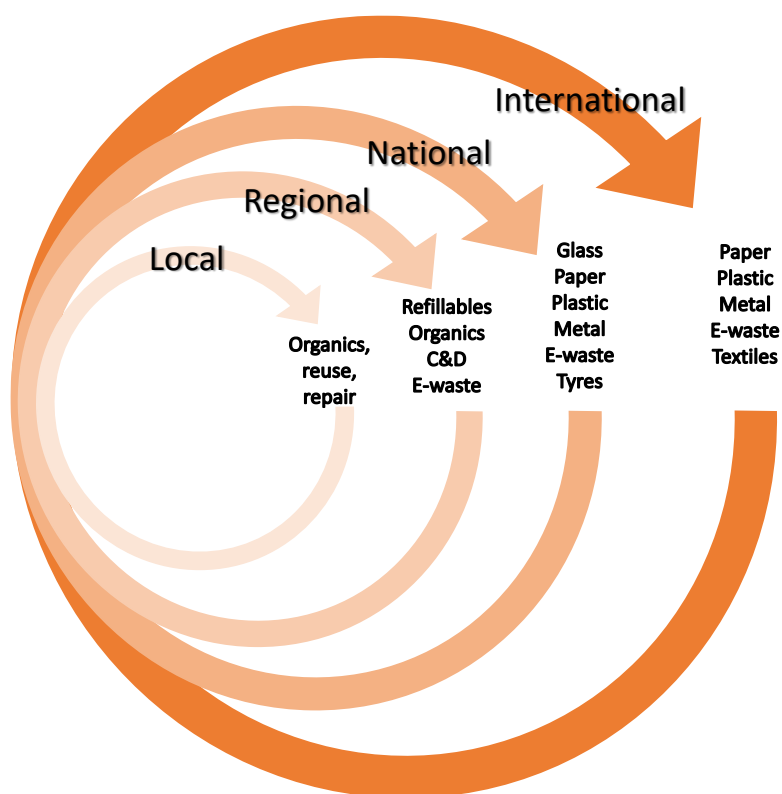 International
National
Regional
Local
Organics,
reuse,
repair
Refillables
Organics
C&D
E-waste
Glass
Paper
Plastic
Metal
E-waste
Tyres
Paper
Plastic
Metal
E-waste
Textiles